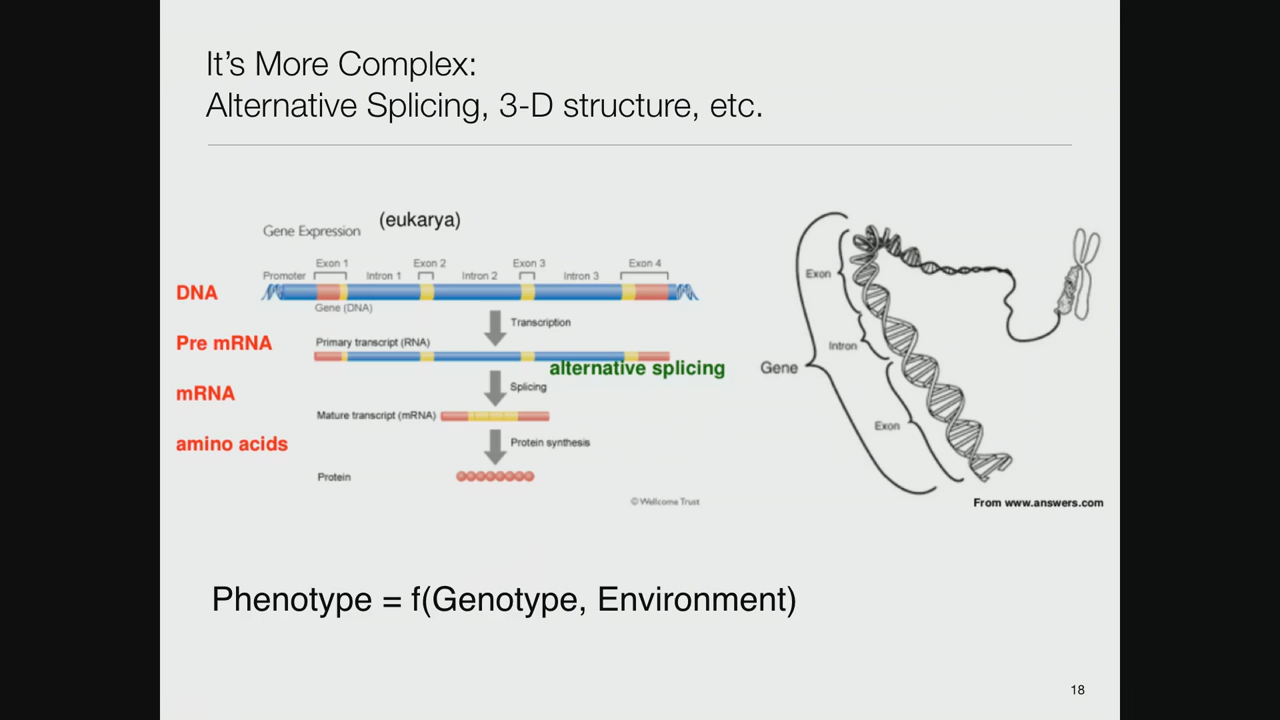 It's More Complex:
Alternative Splicing, 3-D structure, etc.
Gene Expression
(eukarya)
Exon 1
Exon 2
Exon 3
Exon 4
Promoter
Intron 1
Intron 2
Intron 3
DNA
Gene (DNA)
Transcription
Pre mRNA
Primary transcript (RNA)
alternative splicing
Splicing
mRNA
Mature transcript (mRNA)
amino acids
Protein synthesis
Protein
© Wellcome Trust
Exon
Intron
Gene
Exon
From www.answers.com
Phenotype = f(Genotype, Environment)
18